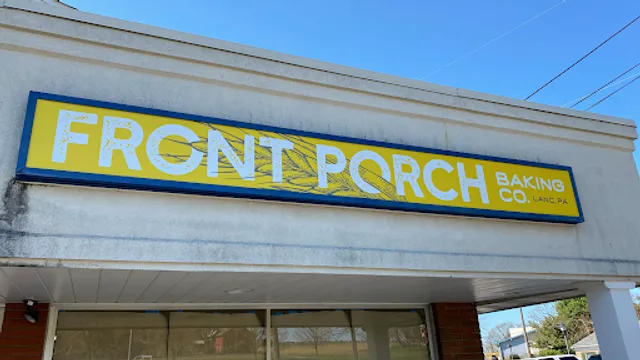 FRONT PORCH
BAKING
CO. LANC, PA